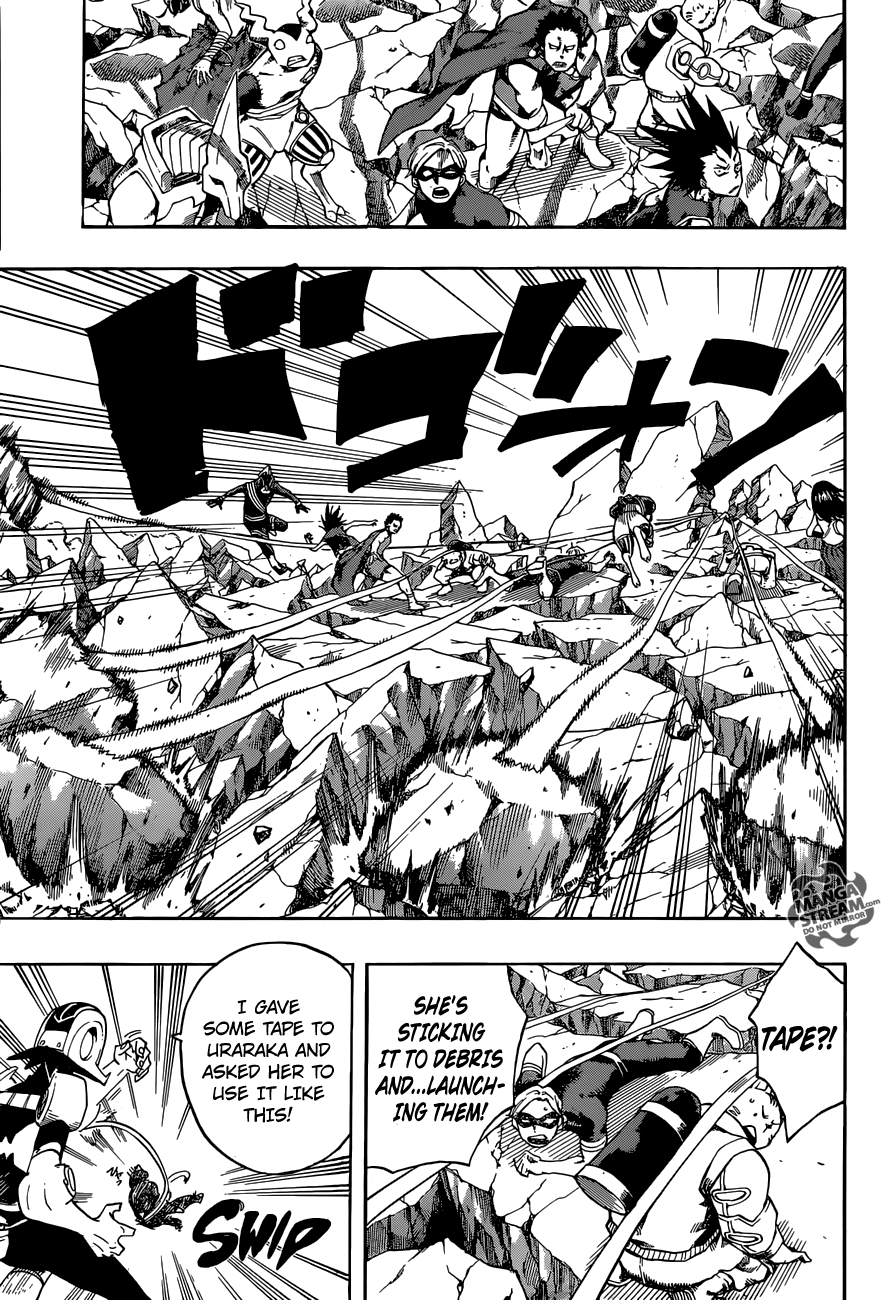 ドゴォン
TAPE?!
SHE'S
STICKING
IT TO DEBRIS
AND...LAUNCH-
ING THEM!
I GAVE
SOME TAPE TO
URARAKA AND
ASKED HER TO
USE IT LIKE
THIS!
SWIP
MANGA
STREAM.com
DO NOT MIRROR